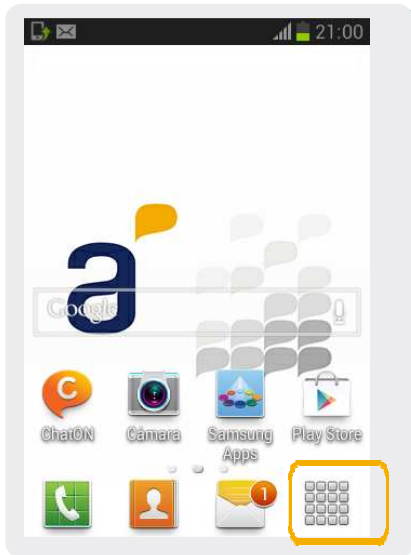 21:00
a
Google
C
ChatON
Cámara
Samsung Apps
Play Store
1